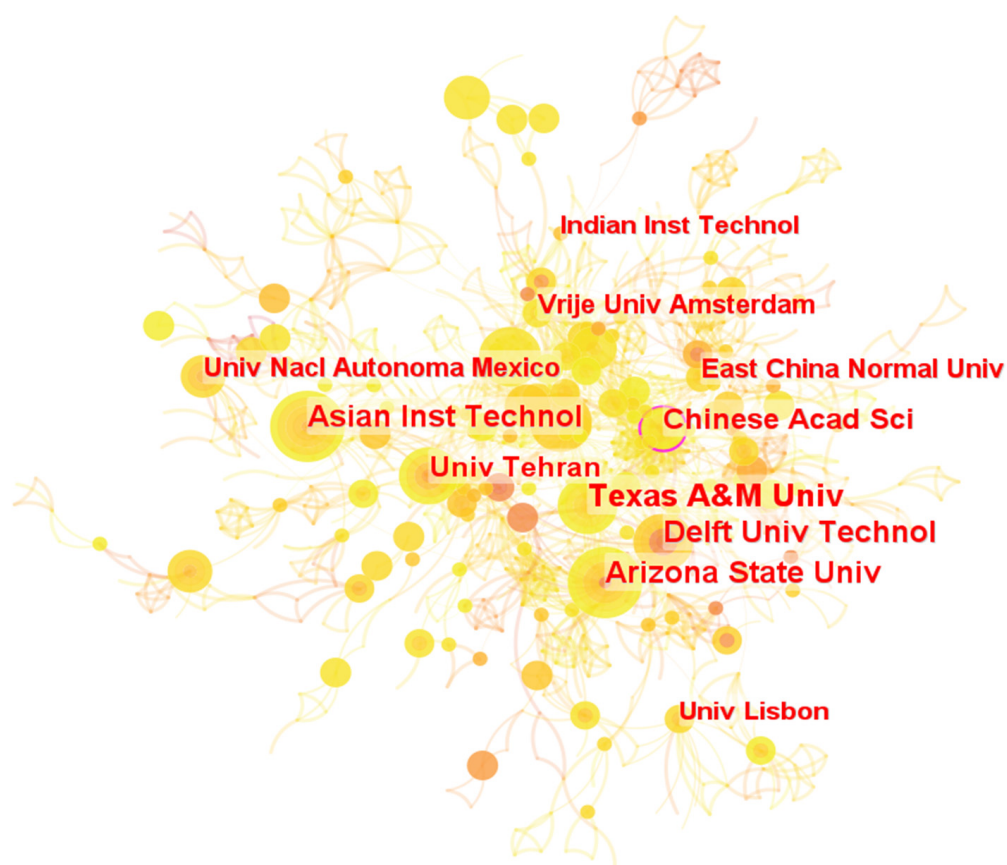 Indian Inst Technol
Vrije Univ Amsterdam
Univ Nacl Autonoma Mexico
East China Normal Univ
Asian Inst Technol
Chinese Acad Sci
Univ Tehran
Texas A&M Univ
Delft Univ Technol
Arizona State Univ
Univ Lisbon